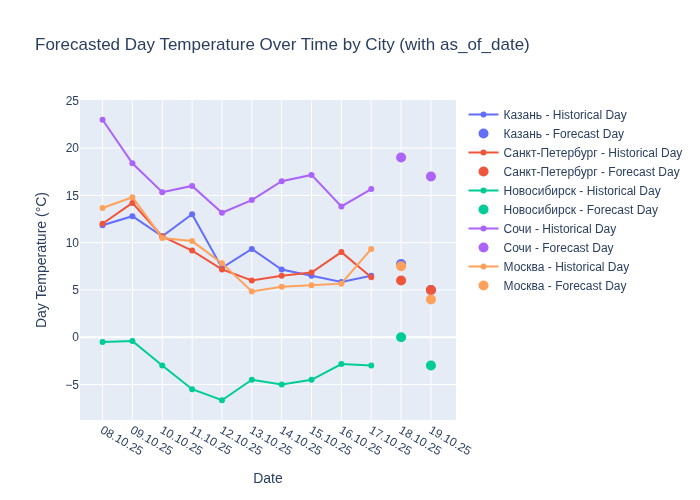 Forecasted Day Temperature Over Time by City (with as_of_date)
Day Temperature (°C)
25
20
15
10
5
0
−5
08.10.25
09.10.25
10.10.25
11.10.25
12.10.25
13.10.25
14.10.25
15.10.25
16.10.25
17.10.25
18.10.25
19.10.25
Date
Казань - Historical Day
Казань - Forecast Day
Санкт-Петербург - Historical Day
Санкт-Петербург - Forecast Day
Новосибирск - Historical Day
Новосибирск - Forecast Day
Сочи - Historical Day
Сочи - Forecast Day
Москва - Historical Day
Москва - Forecast Day